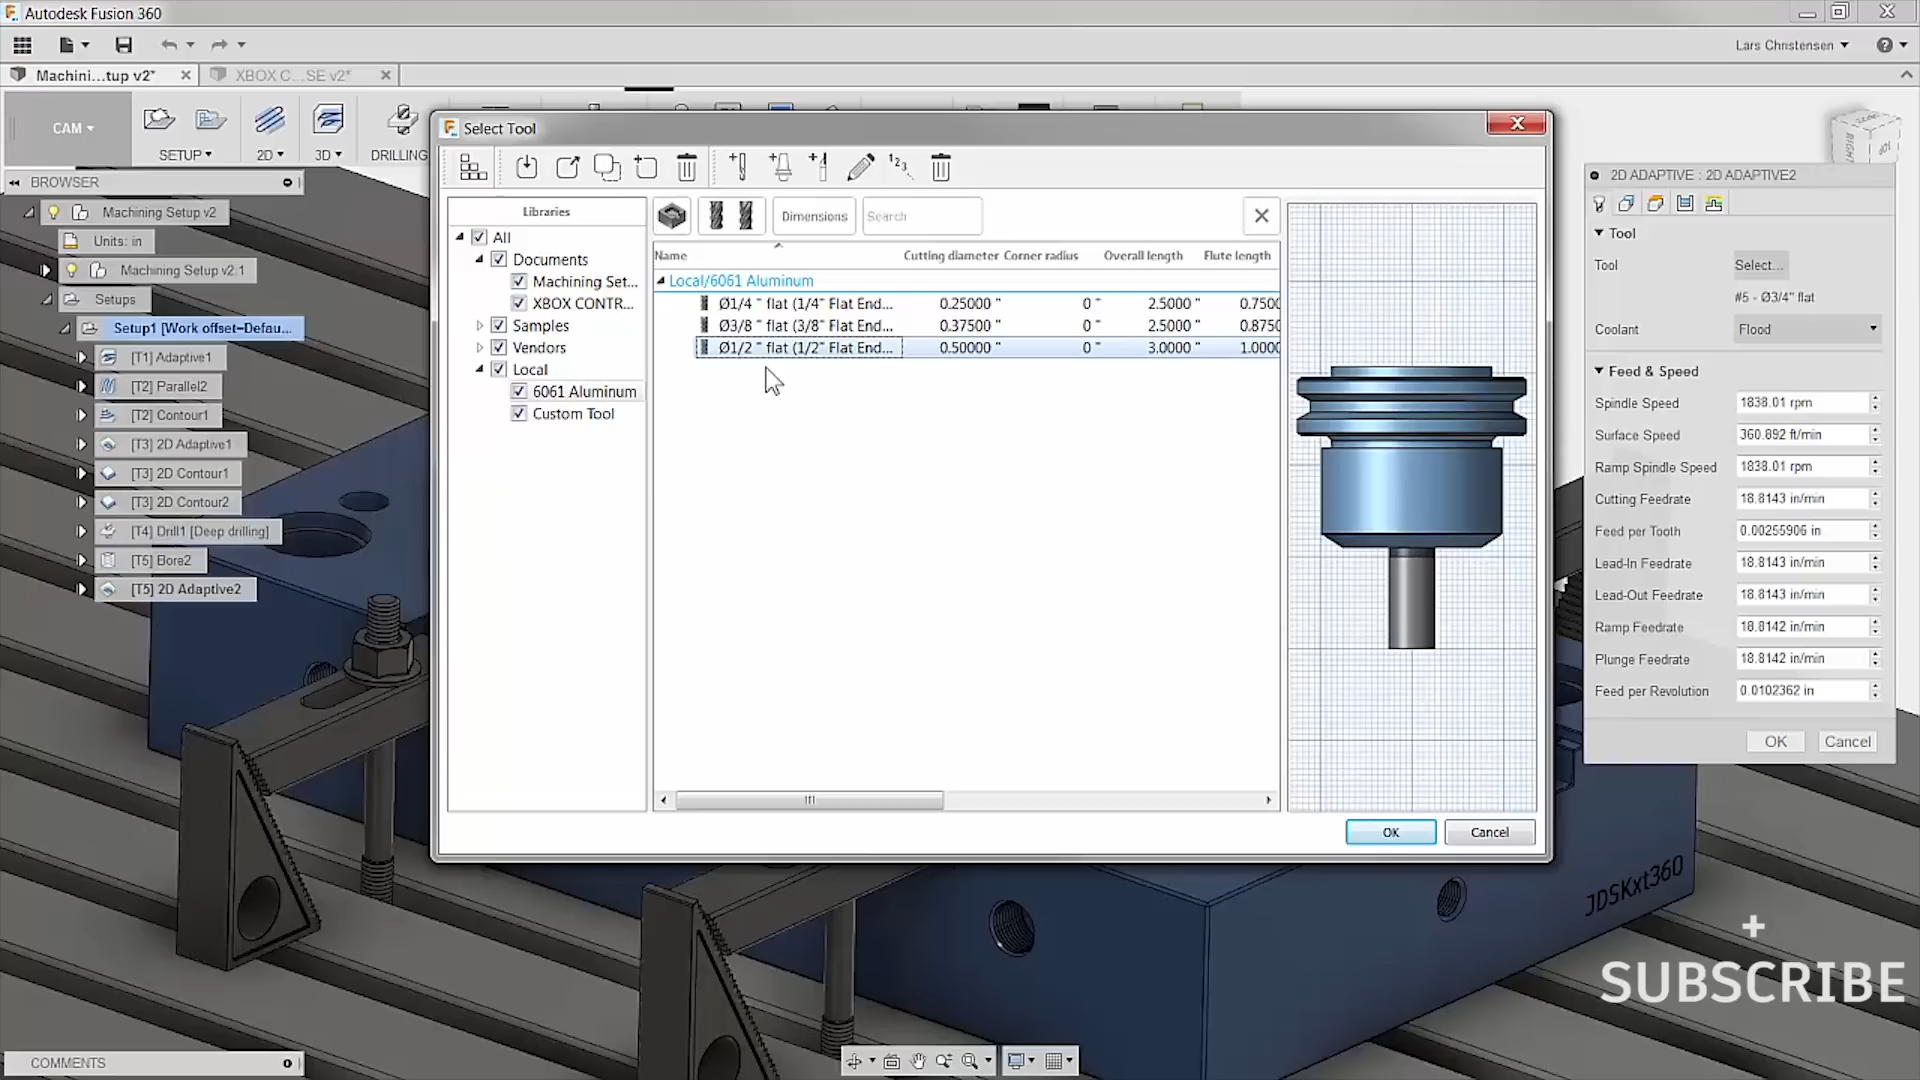 Autodesk Fusion 360
Lars Christensen
Machini...tup v2*
XBOX C...SE v2*
CAM
SETUP
2D
3D
DRILLING
BROWSER
Machining Setup v2
Units: in
Machining Setup v2:1
Setups
Setup1 [Work offset=Defau...
[T1] Adaptive1
[T2] Parallel2
[T2] Contour1
[T3] 2D Adaptive1
[T3] 2D Contour1
[T3] 2D Contour2
[T4] Drill1 [Deep drilling]
[T5] Bore2
[T5] 2D Adaptive2
Select Tool
Libraries
All
Documents
Machining Set...
XBOX CONTR...
Samples
Vendors
Local
6061 Aluminum
Custom Tool
Dimensions
Search
Name Cutting diameter Corner radius Overall length Flute length
Local/6061 Aluminum
Ø1/4 " flat (1/4" Flat End... 0.25000 " 0 " 2.5000 " 0.7500
Ø3/8 " flat (3/8" Flat End... 0.37500 " 0 " 2.5000 " 0.8750
Ø1/2 " flat (1/2" Flat End... 0.50000 " 0 " 3.0000 " 1.0000
OK
Cancel
RIGHT
2D ADAPTIVE : 2D ADAPTIVE2
Tool
Tool Select...
#5 - Ø3/4" flat
Coolant Flood
Feed & Speed
Spindle Speed 1838.01 rpm
Surface Speed 360.892 ft/min
Ramp Spindle Speed 1838.01 rpm
Cutting Feedrate 18.8143 in/min
Feed per Tooth 0.00255906 in
Lead-In Feedrate 18.8143 in/min
Lead-Out Feedrate 18.8143 in/min
Ramp Feedrate 18.8142 in/min
Plunge Feedrate 18.8142 in/min
Feed per Revolution 0.0102362 in
OK Cancel
JDSKxt360
+
SUBSCRIBE
COMMENTS